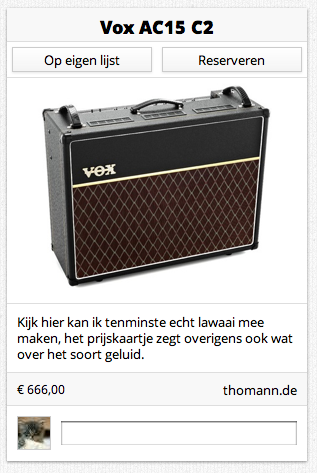 Vox AC15 C2
Op eigen lijst
Reserveren
VOX
Kijk hier kan ik tenminste echt lawaai mee
maken, het prijskaartje zegt overigens ook wat
over het soort geluid.
€ 666,00
thomann.de